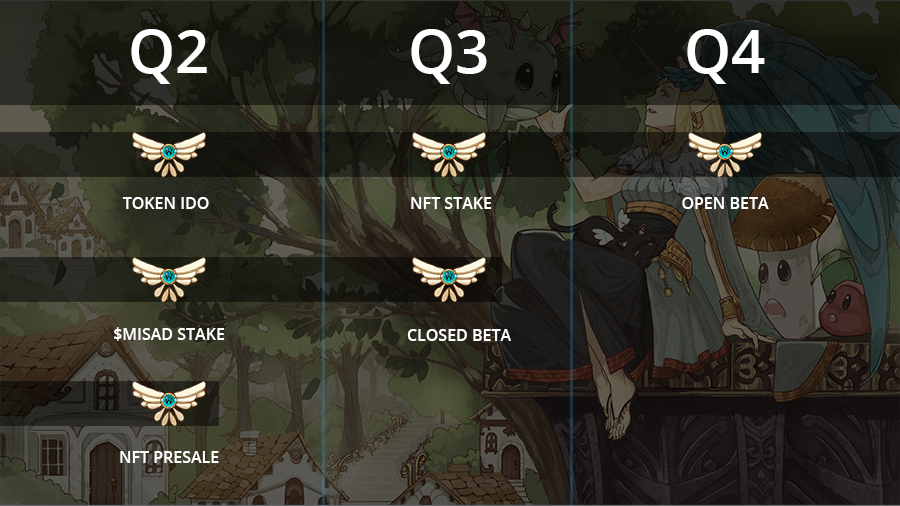 Q2
Q3
Q4
TOKEN IDO
NFT STAKE
OPEN BETA
$MISAD STAKE
CLOSED BETA
NFT PRESALE